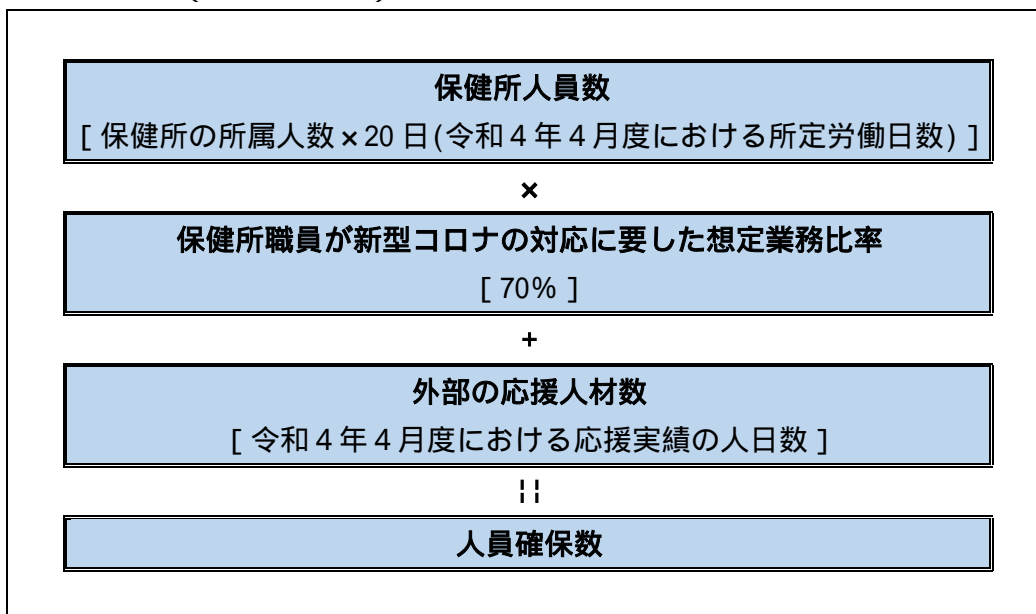 保健所人員数
[ 保健所の所属人数×20 日(令和４年４月度における所定労働日数) ]
×
保健所職員が新型コロナの対応に要した想定業務比率
[ 70% ]
+
外部の応援人材数
[ 令和４年４月度における応援実績の人日数 ]
¦¦
人員確保数